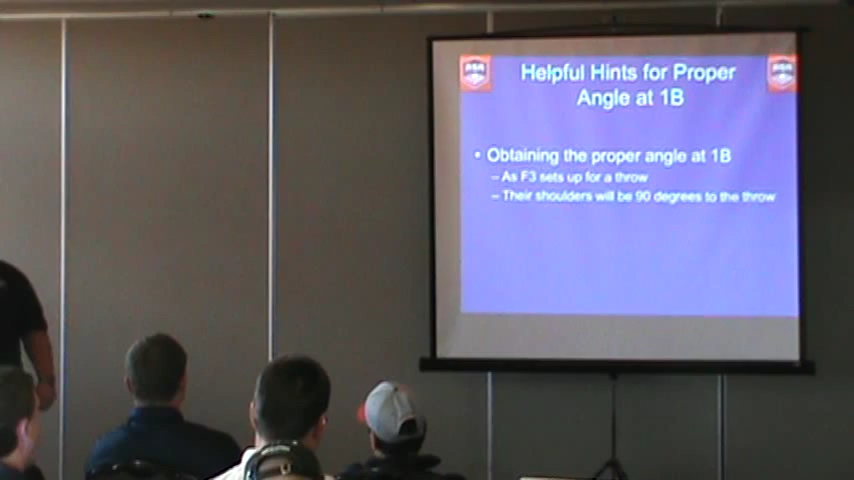 Helpful Hints for Proper
Angle at 1B
• Obtaining the proper angle at 1B
– As F3 sets up for a throw
– Their shoulders will be 90 degrees to the throw